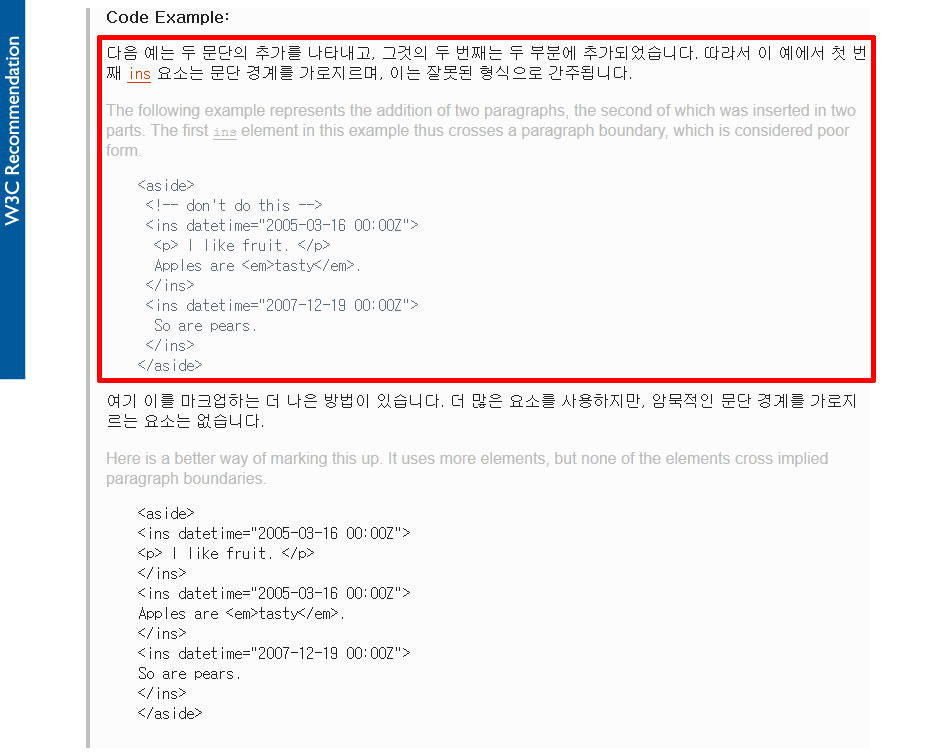 W3C Recommendation
Code Example:
다음 예는 두 문단의 추가를 나타내고, 그것의 두 번째는 두 부분에 추가되었습니다. 따라서 이 예에서 첫 번
째 ins 요소는 문단 경계를 가로지르며, 이는 잘못된 형식으로 간주됩니다.
The following example represents the addition of two paragraphs, the second of which was inserted in two
parts. The first ins element in this example thus crosses a paragraph boundary, which is considered poor
form.
<aside>
<!-- don't do this -->
<ins datetime="2005-03-16 00:00Z">
<p> I like fruit. </p>
Apples are <em>tasty</em>.
</ins>
<ins datetime="2007-12-19 00:00Z">
So are pears.
</ins>
</aside>
여기 이를 마크업하는 더 나은 방법이 있습니다. 더 많은 요소를 사용하지만, 암묵적인 문단 경계를 가로지
르는 요소는 없습니다.
Here is a better way of marking this up. It uses more elements, but none of the elements cross implied
paragraph boundaries.
<aside>
<ins datetime="2005-03-16 00:00Z">
<p> I like fruit. </p>
</ins>
<ins datetime="2005-03-16 00:00Z">
Apples are <em>tasty</em>.
</ins>
<ins datetime="2007-12-19 00:00Z">
So are pears.
</ins>
</aside>